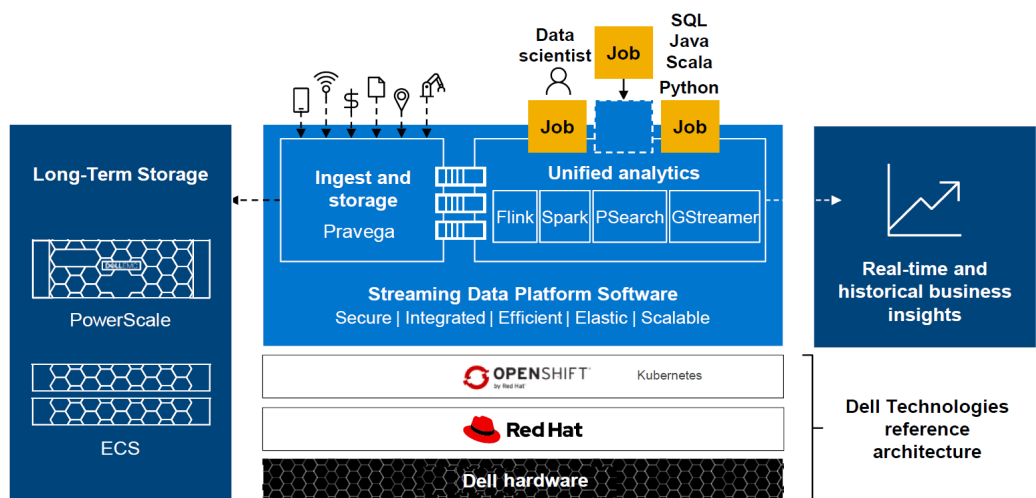 Data
scientist
Job
SQL
Java
Scala
Python
Job
Job
$
Long-Term Storage
Ingest and
storage
Pravega
Unified analytics
Flink
Spark
PSearch
GStreamer
DELLEMC
PowerScale
ECS
Streaming Data Platform Software
Secure | Integrated | Efficient | Elastic | Scalable
Real-time and
historical business
insights
OPENSHIFT
by Red Hat
Kubernetes
Red Hat
Dell hardware
Dell Technologies
reference
architecture